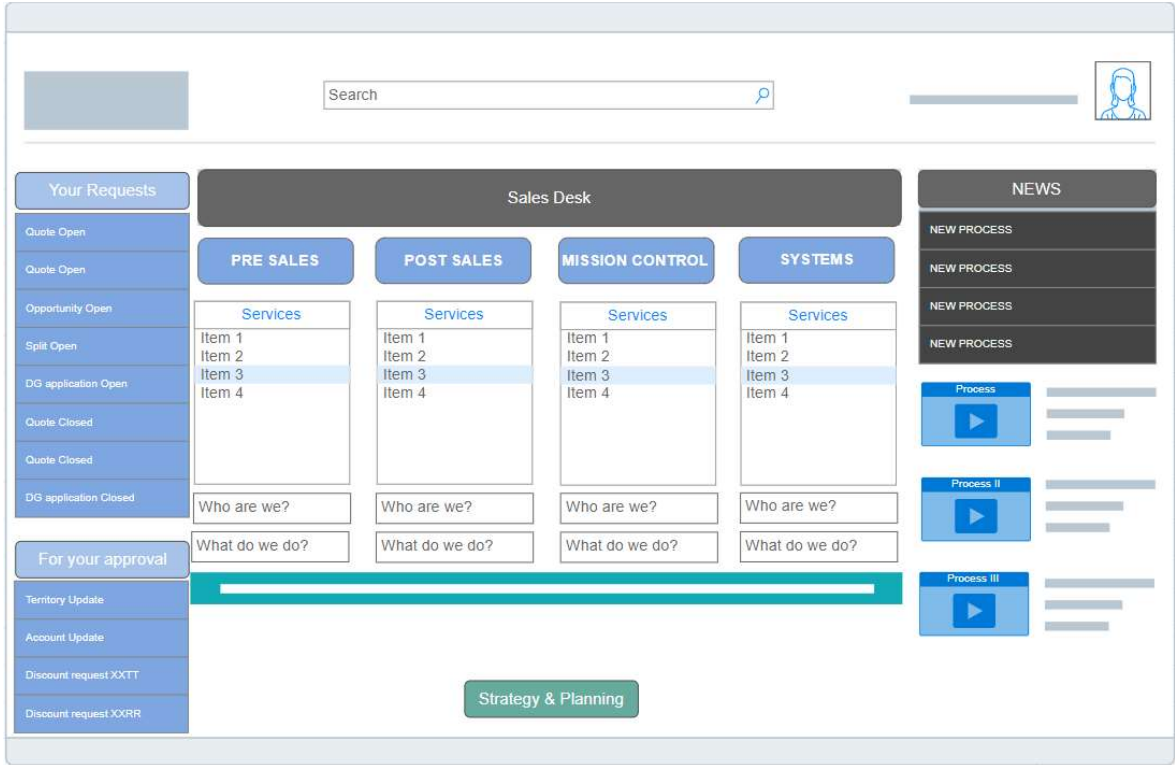 Search
Your Requests
Quote Open
Quote Open
Opportunity Open
Split Open
DG application Open
Quote Closed
Quote Closed
DG application Closed
For your approval
Territory Update
Account Update
Discount request XXTT
Discount request XXRR
Sales Desk
PRE SALES
Services
Item 1
Item 2
Item 3
Item 4
Who are we?
What do we do?
POST SALES
Services
Item 1
Item 2
Item 3
Item 4
Who are we?
What do we do?
MISSION CONTROL
Services
Item 1
Item 2
Item 3
Item 4
Who are we?
What do we do?
SYSTEMS
Services
Item 1
Item 2
Item 3
Item 4
Who are we?
What do we do?
Strategy & Planning
NEWS
NEW PROCESS
NEW PROCESS
NEW PROCESS
NEW PROCESS
Process
Process II
Process III